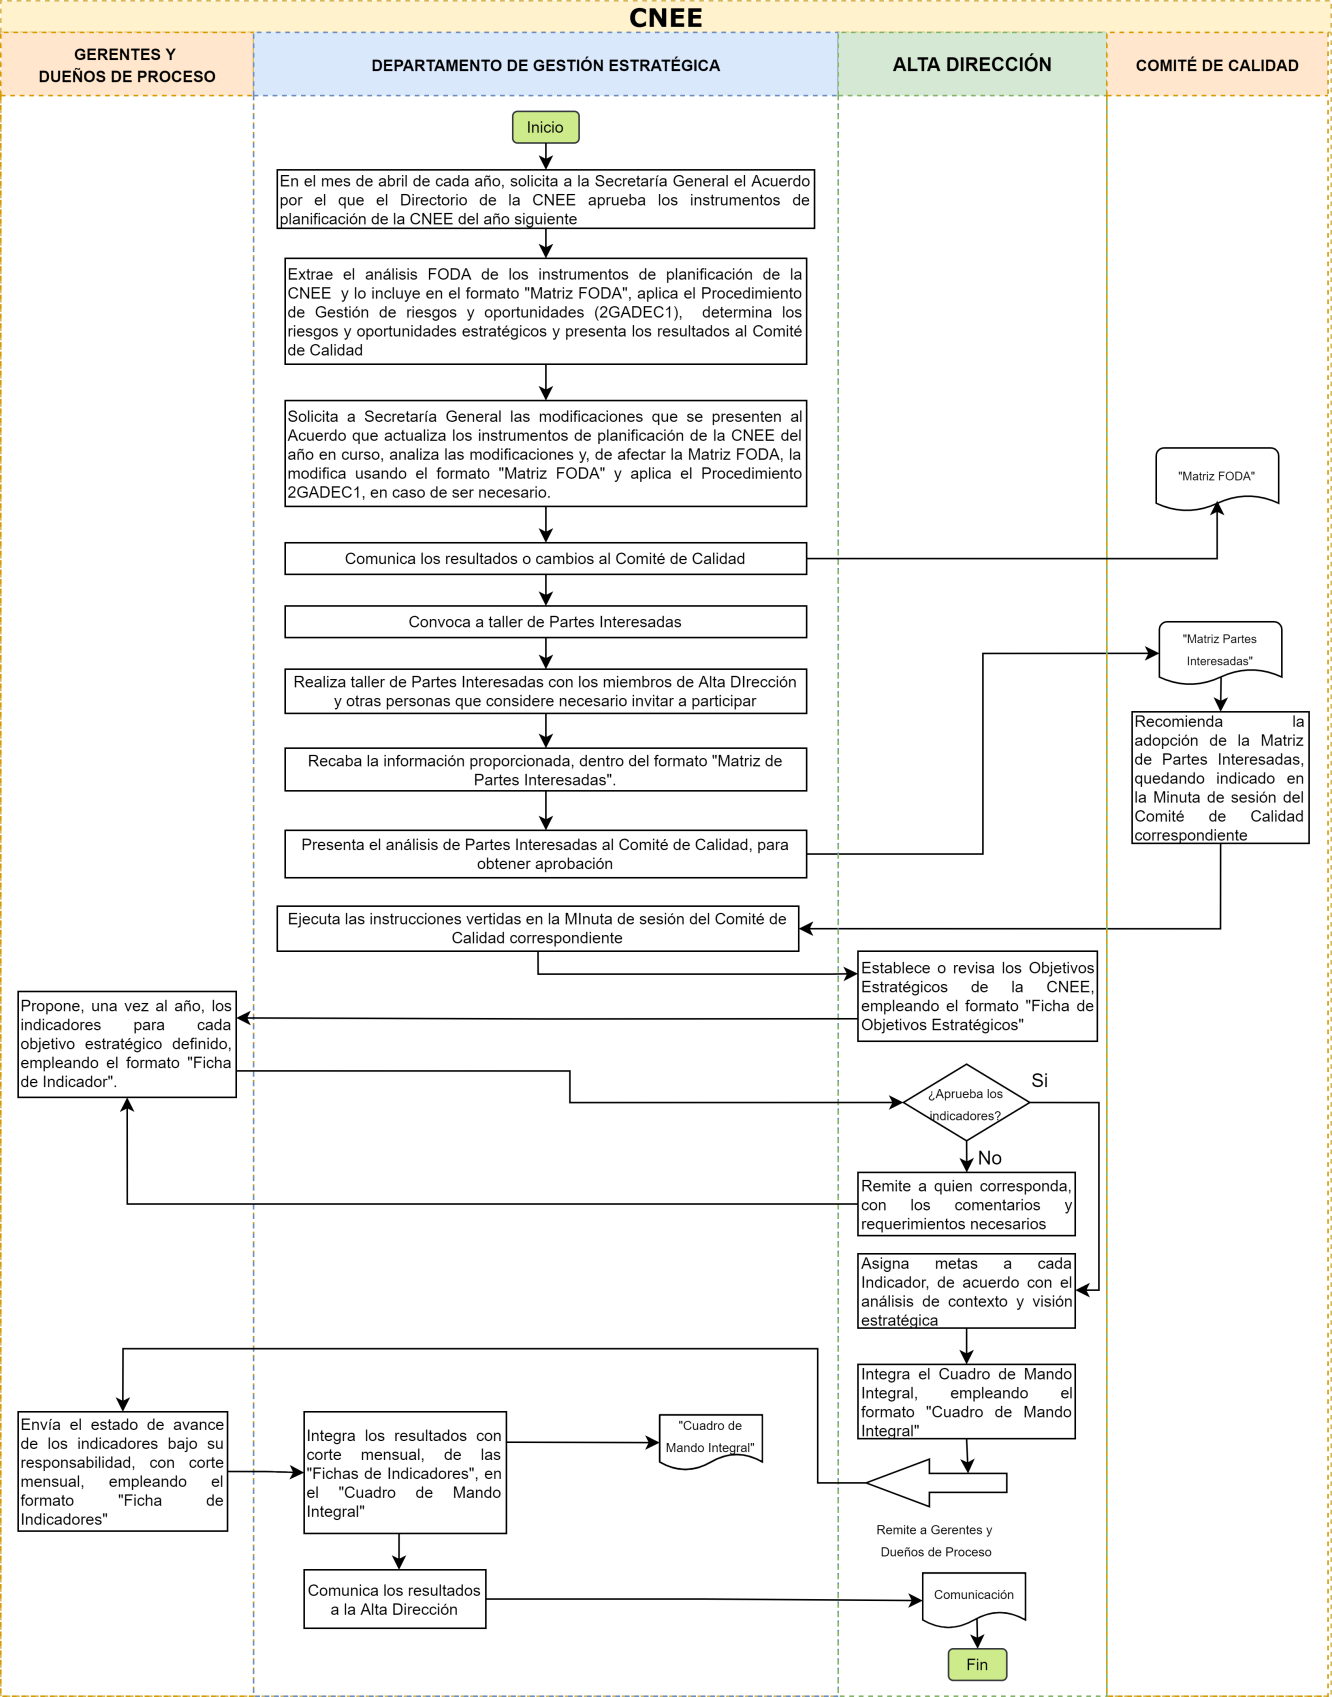 CNEE
GERENTES Y
DUEÑOS DE PROCESO
DEPARTAMENTO DE GESTIÓN ESTRATÉGICA
ALTA DIRECCIÓN
COMITÉ DE CALIDAD
Inicio
En el mes de abril de cada año, solicita a la Secretaría General el Acuerdo
por el que el Directorio de la CNEE aprueba los instrumentos de
planificación de la CNEE del año siguiente
Extrae el análisis FODA de los instrumentos de planificación de la
CNEE y lo incluye en el formato "Matriz FODA", aplica el Procedimiento
de Gestión de riesgos y oportunidades (2GADEC1), determina los
riesgos y oportunidades estratégicos y presenta los resultados al Comité
de Calidad
Solicita a Secretaría General las modificaciones que se presenten al
Acuerdo que actualiza los instrumentos de planificación de la CNEE del
año en curso, analiza las modificaciones y, de afectar la Matriz FODA, la
modifica usando el formato "Matriz FODA" y aplica el Procedimiento
2GADEC1, en caso de ser necesario.
"Matriz FODA"
Comunica los resultados o cambios al Comité de Calidad
Convoca a taller de Partes Interesadas
"Matriz Partes
Interesadas"
Realiza taller de Partes Interesadas con los miembros de Alta DIrección
y otras personas que considere necesario invitar a participar
Recomienda la
adopción de la Matriz
de Partes Interesadas,
quedando indicado en
la Minuta de sesión del
Comité de Calidad
correspondiente
Recaba la información proporcionada, dentro del formato "Matriz de
Partes Interesadas".
Presenta el análisis de Partes Interesadas al Comité de Calidad, para
obtener aprobación
Ejecuta las instrucciones vertidas en la MInuta de sesión del Comité de
Calidad correspondiente
Establece o revisa los Objetivos
Estratégicos de la CNEE,
empleando el formato "Ficha de
Objetivos Estratégicos"
Propone, una vez al año, los
indicadores para cada
objetivo estratégico definido,
empleando el formato "Ficha
de Indicador".
¿Aprueba los
indicadores?
Si
No
Remite a quien corresponda,
con los comentarios y
requerimientos necesarios
Asigna metas a cada
Indicador, de acuerdo con el
análisis de contexto y visión
estratégica
Integra el Cuadro de Mando
Integral, empleando el
formato "Cuadro de Mando
Integral"
Envía el estado de avance
de los indicadores bajo su
responsabilidad, con corte
mensual, empleando el
formato "Ficha de
Indicadores"
Integra los resultados con
corte mensual, de las
"Fichas de Indicadores", en
el "Cuadro de Mando
Integral"
"Cuadro de
Mando Integral"
Remite a Gerentes y
Dueños de Proceso
Comunica los resultados
a la Alta Dirección
Comunicación
Fin